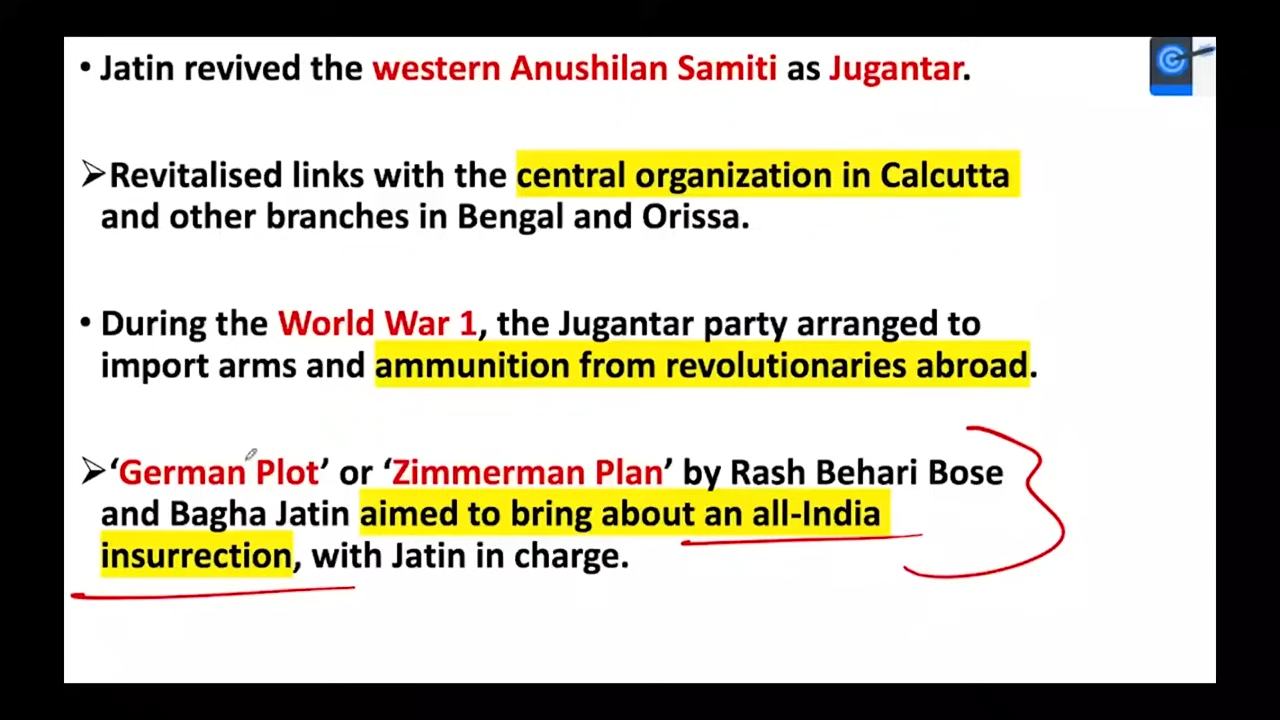 • Jatin revived the western Anushilan Samiti as Jugantar.
➢Revitalised links with the central organization in Calcutta
and other branches in Bengal and Orissa.
• During the World War 1, the Jugantar party arranged to
import arms and ammunition from revolutionaries abroad.
➢‘German Plot’ or ‘Zimmerman Plan’ by Rash Behari Bose
and Bagha Jatin aimed to bring about an all-India
insurrection, with Jatin in charge.